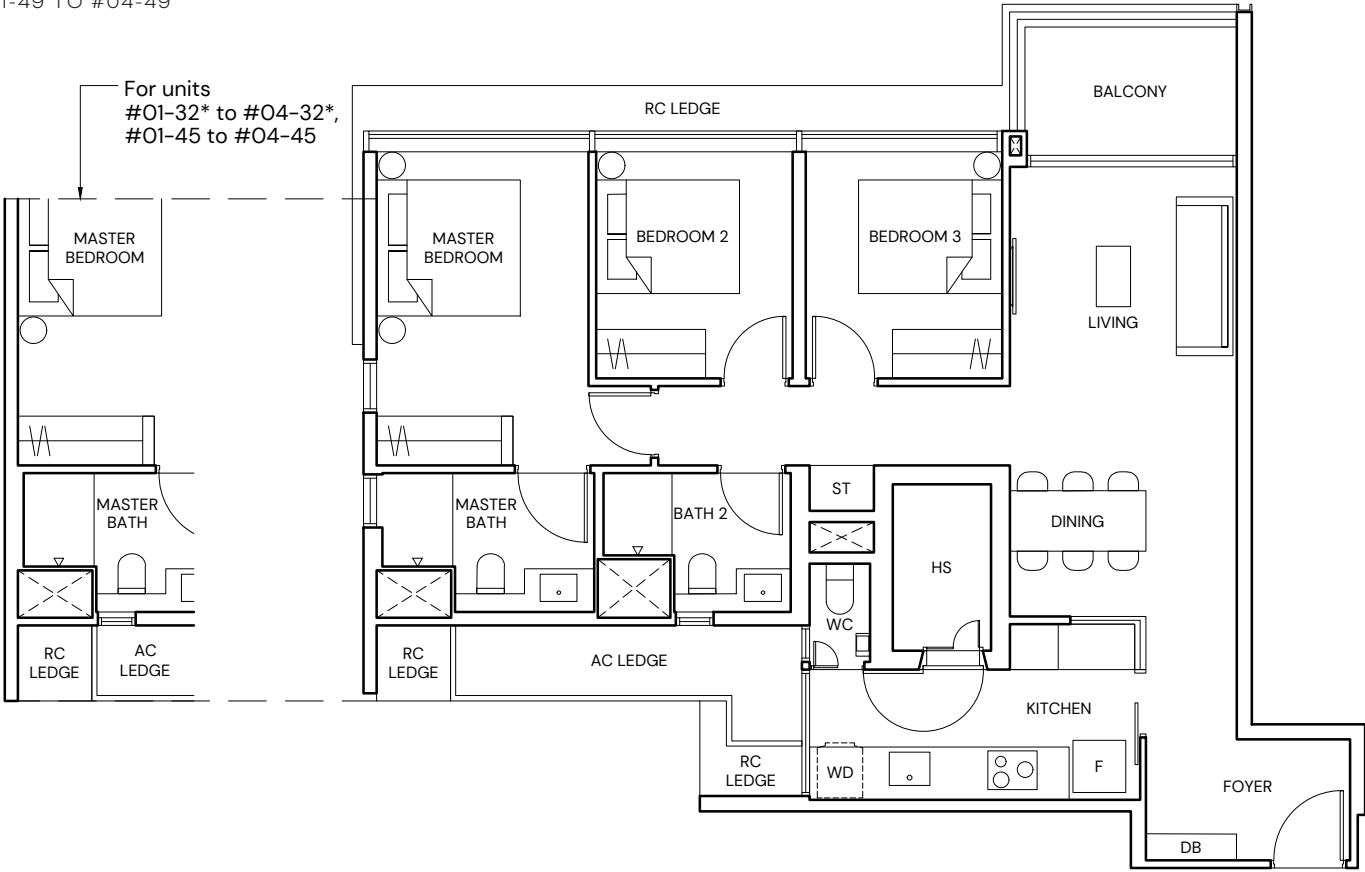 For units
#01-32* to #04-32*,
#01-45 to #04-45
BALCONY
RC LEDGE
MASTER
BEDROOM
MASTER
BEDROOM
BEDROOM 2
BEDROOM 3
LIVING
MASTER
BATH
MASTER
BATH
BATH 2
ST
DINING
HS
WC
RC
LEDGE
AC
LEDGE
RC
LEDGE
AC LEDGE
KITCHEN
RC
LEDGE
WD
F
FOYER
DB